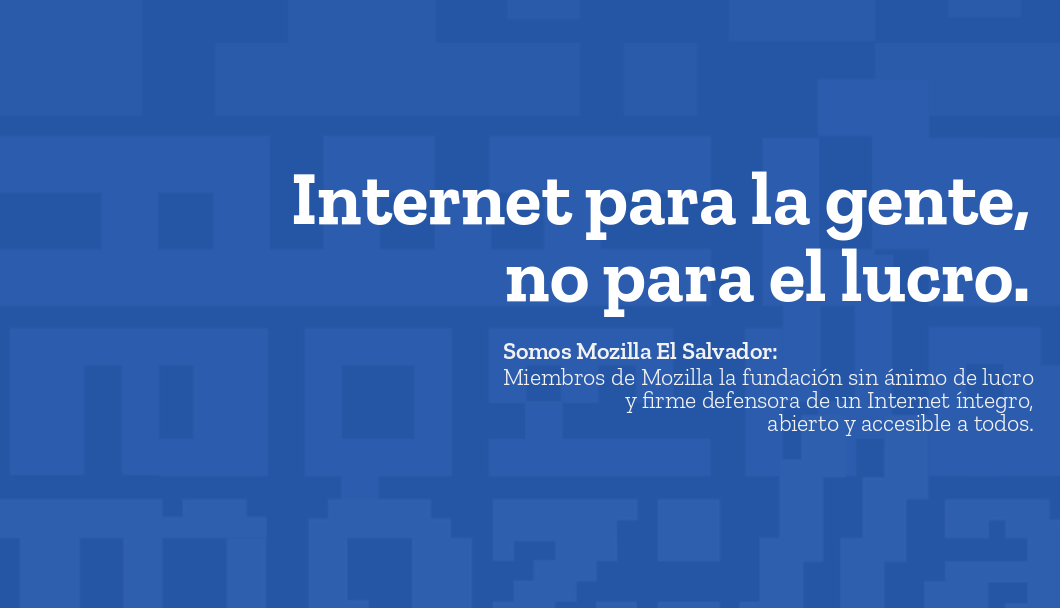 Internet para la gente,
no para el lucro.
Somos Mozilla El Salvador:
Miembros de Mozilla la fundación sin ánimo de lucro
y firme defensora de un Internet íntegro,
abierto y accesible a todos.